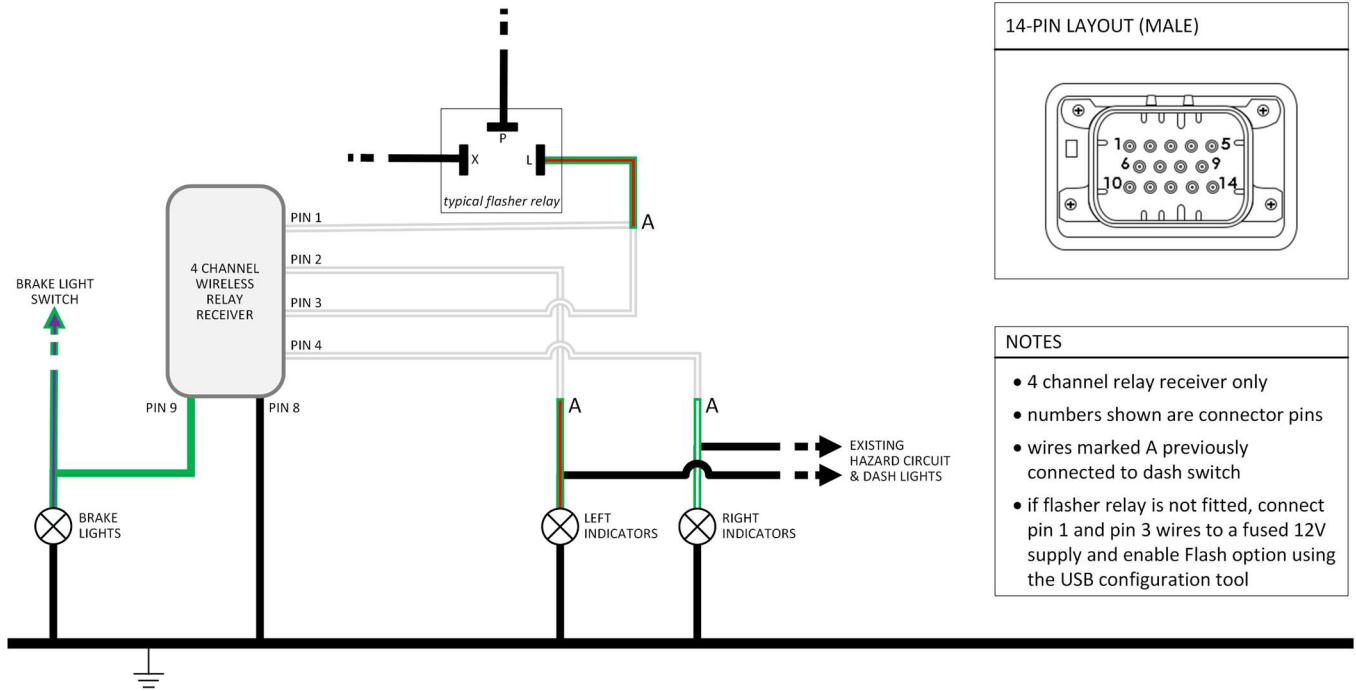 14-PIN LAYOUT (MALE)
P
X
L
typical flasher relay
1
5
6
9
10
14
PIN 1
A
PIN 2
4 CHANNEL
WIRELESS
RELAY
RECEIVER
PIN 3
PIN 4
BRAKE LIGHT
SWITCH
PIN 9
PIN 8
A
A
EXISTING
HAZARD CIRCUIT
& DASH LIGHTS
BRAKE
LIGHTS
LEFT
INDICATORS
RIGHT
INDICATORS
NOTES
• 4 channel relay receiver only
• numbers shown are connector pins
• wires marked A previously
connected to dash switch
• if flasher relay is not fitted, connect
pin 1 and pin 3 wires to a fused 12V
supply and enable Flash option using
the USB configuration tool